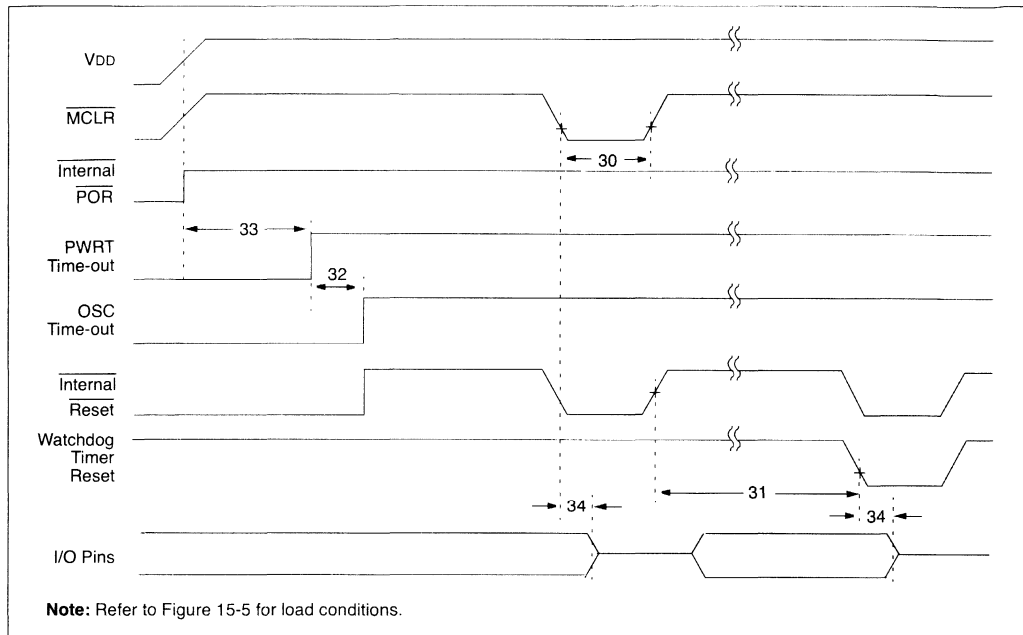 VDD
MCLR
30
Internal
POR
33
PWRT
Time-out
32
OSC
Time-out
Internal
Reset
Watchdog
Timer
Reset
31
34
34
I/O Pins
Note: Refer to Figure 15-5 for load conditions.